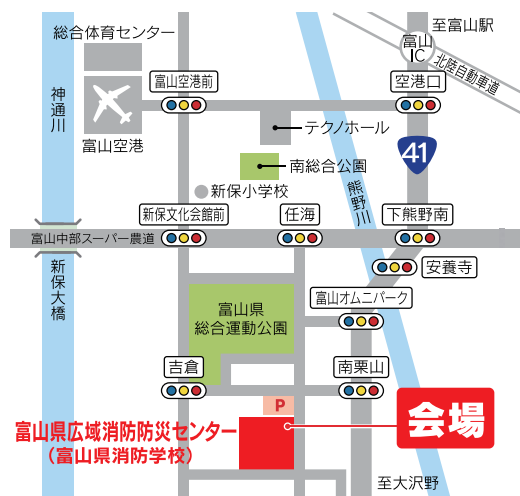 至富山駅
総合体育センター
富山
IC
北陸自動車道
富山空港前
空港口
神通川
富山空港
テクノホール
41
南総合公園
熊野川
新保小学校
新保文化会館前
任海
下熊野南
富山中部スーパー農道
安養寺
新保大橋
富山オムニパーク
富山県
総合運動公園
吉倉
南栗山
P
会場
富山県広域消防防災センター
(富山県消防学校)
至大沢野